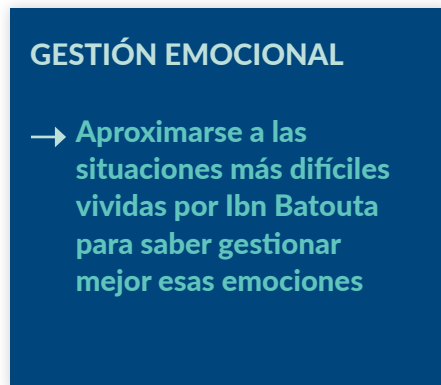 GESTIÓN EMOCIONAL
Aproximarse a las
situaciones más difíciles
vividas por Ibn Batouta
para saber gestionar
mejor esas emociones